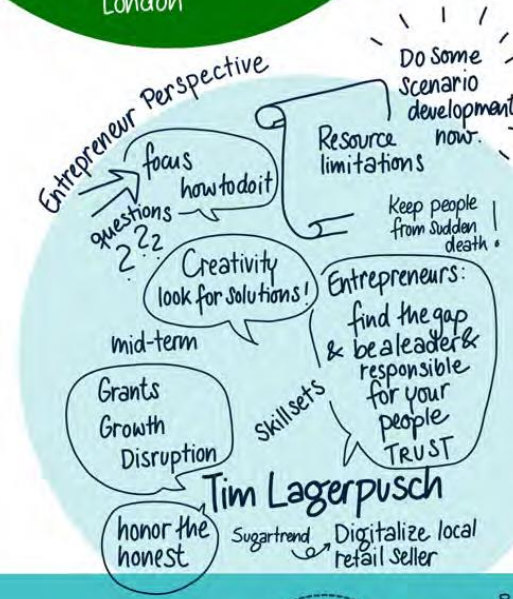 London
Entrepreneur Perspective
Do some
scenario
development
now.
focus
how to do it
questions
???
Resource
limitations
Keep people
from sudden
death!
Creativity
look for solutions!
Entrepreneurs:
find the gap
& be a leader &
responsible
for your
people
TRUST
mid-term
Grants
Growth
Disruption
Skillsets
Tim Lagerpusch
honor the
honest
Sugartrend
Digitalize local
retail seller